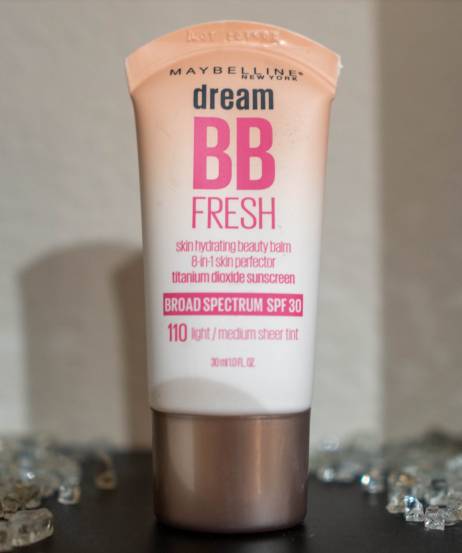 MAYBELLINE®
NEW YORK
dream
BB
FRESH
skin hydrating beauty balm
8-in-1 skin perfector
titanium dioxide sunscreen
BROAD SPECTRUM SPF 30
110 light / medium sheer tint
30 ml/1.0 FL. OZ.